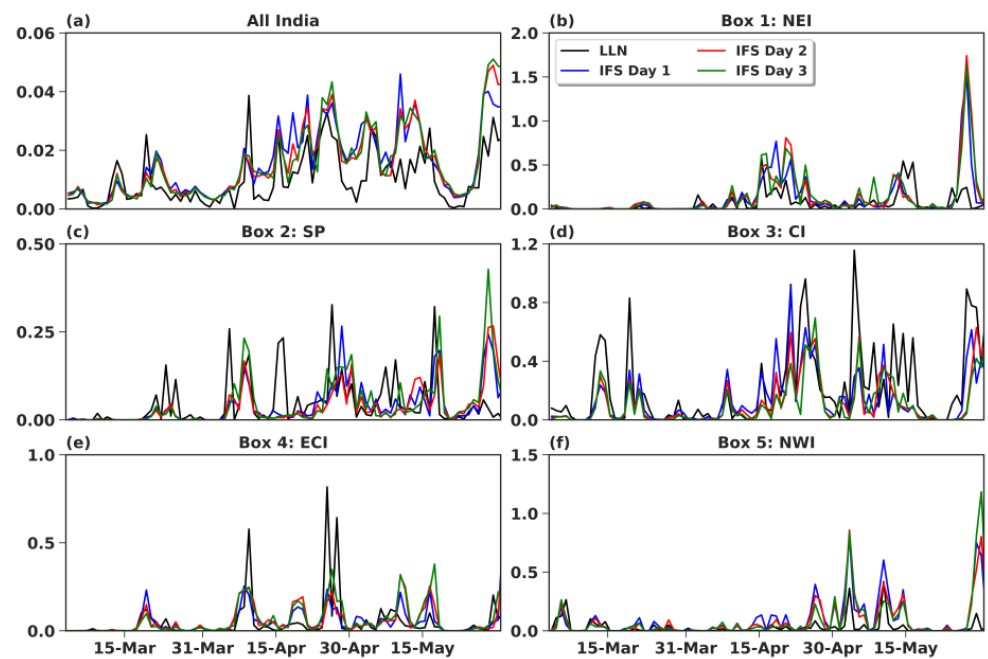 (a) All India
(b) Box 1: NEI
0.06
0.04
0.02
0.00
2.0
1.5
1.0
0.5
0.0
LLN
IFS Day 1
IFS Day 2
IFS Day 3
(c) Box 2: SP
(d) Box 3: CI
0.50
0.25
0.00
1.2
0.8
0.4
0.0
(e) Box 4: ECI
(f) Box 5: NWI
1.0
0.5
0.0
1.5
1.0
0.5
0.0
15-Mar 31-Mar 15-Apr 30-Apr 15-May
15-Mar 31-Mar 15-Apr 30-Apr 15-May